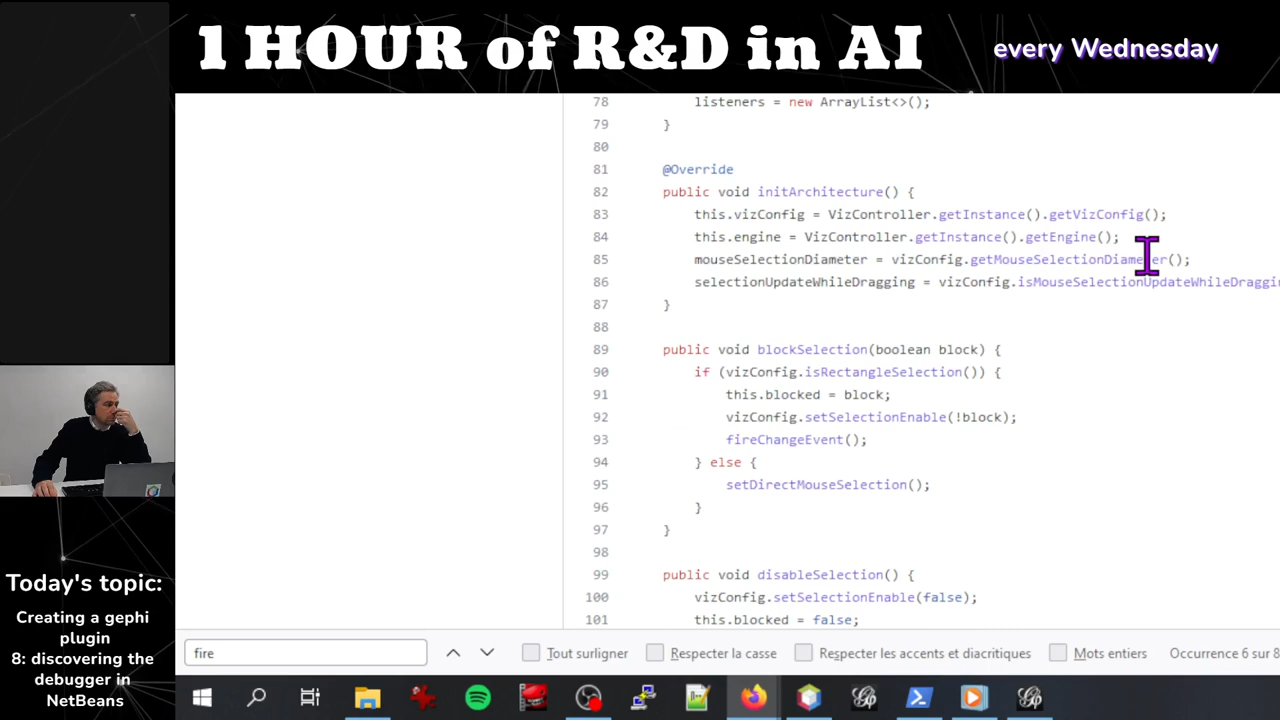 1 HOUR of R&D in AI
every Wednesday
78 listeners = new ArrayList<>();
79 }
80
81 @Override
82 public void initArchitecture() {
83 this.vizConfig = VizController.getInstance().getVizConfig();
84 this.engine = VizController.getInstance().getEngine();
85 mouseSelectionDiameter = vizConfig.getMouseSelectionDiameter();
86 selectionUpdateWhileDragging = vizConfig.isMouseSelectionUpdateWhileDraggin
87 }
88
89 public void blockSelection(boolean block) {
90 if (vizConfig.isRectangleSelection()) {
91 this.blocked = block;
92 vizConfig.setSelectionEnable(!block);
93 fireChangeEvent();
94 } else {
95 setDirectMouseSelection();
96 }
97 }
98
99 public void disableSelection() {
100 vizConfig.setSelectionEnable(false);
101 this.blocked = false;
fire Tout surligner Respecter la casse Respecter les accents et diacritiques Mots entiers Occurrence 6 sur 8
Today's topic:
Creating a gephi
plugin
8: discovering the
debugger in
NetBeans